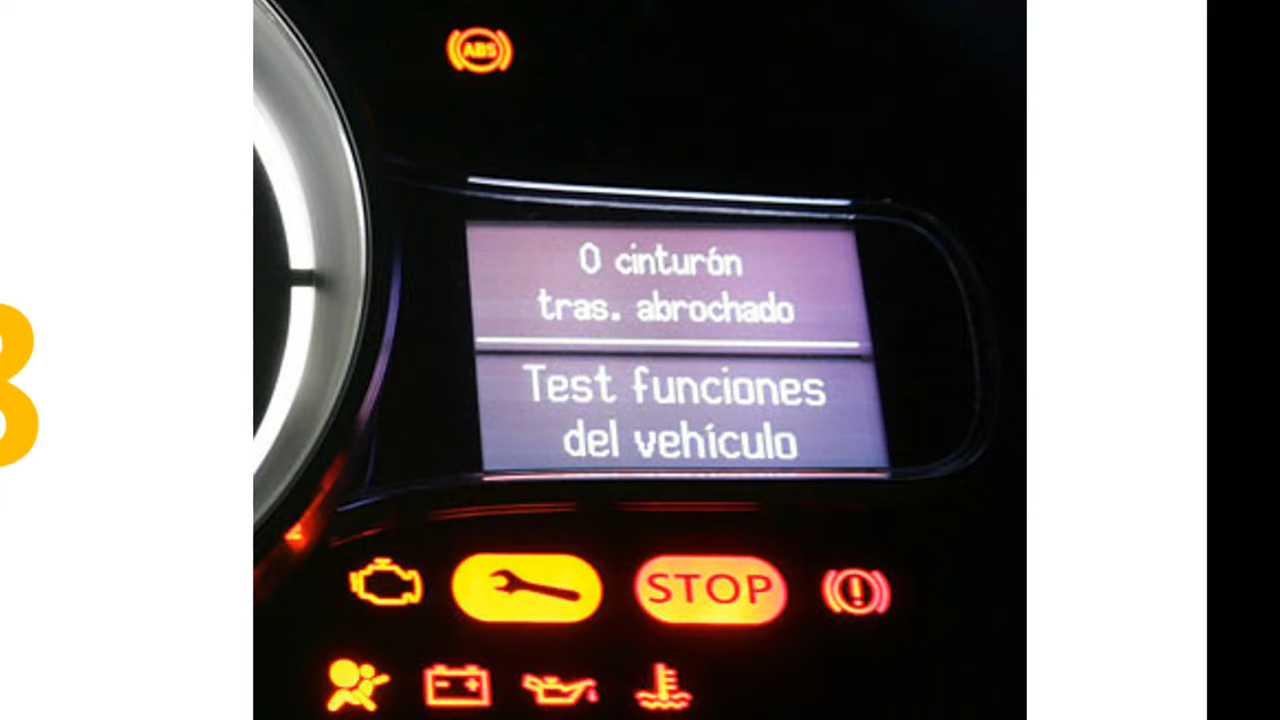 ABS
0 cinturón
tras. abrochado
Test funciones
del vehículo
STOP